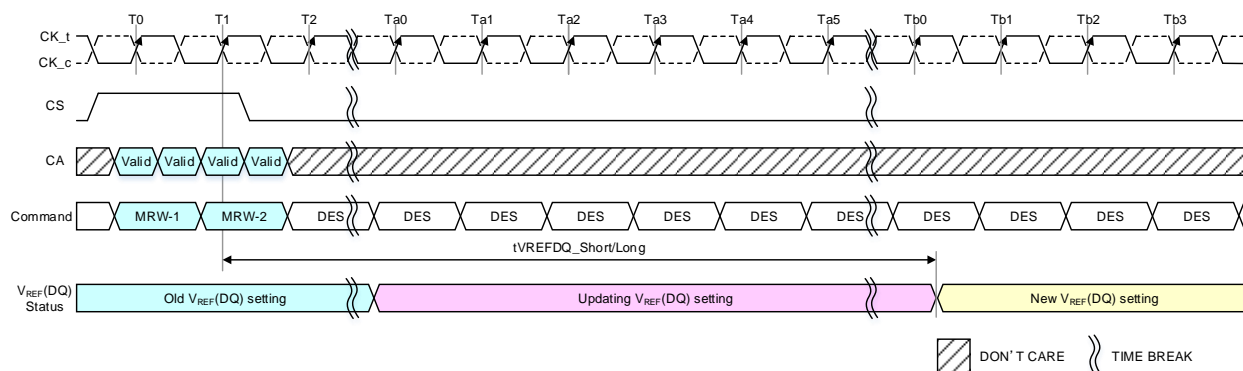 T0 T1 T2 Ta0 Ta1 Ta2 Ta3 Ta4 Ta5 Tb0 Tb1 Tb2 Tb3
CK_t
CK_c
CS
CA Valid Valid Valid Valid
Command MRW-1 MRW-2 DES DES DES DES DES DES DES DES DES DES DES
tVREFDQ_Short/Long
VREF(DQ)
Status Old VREF(DQ) setting Updating VREF(DQ) setting New VREF(DQ) setting
DON'T CARE TIME BREAK